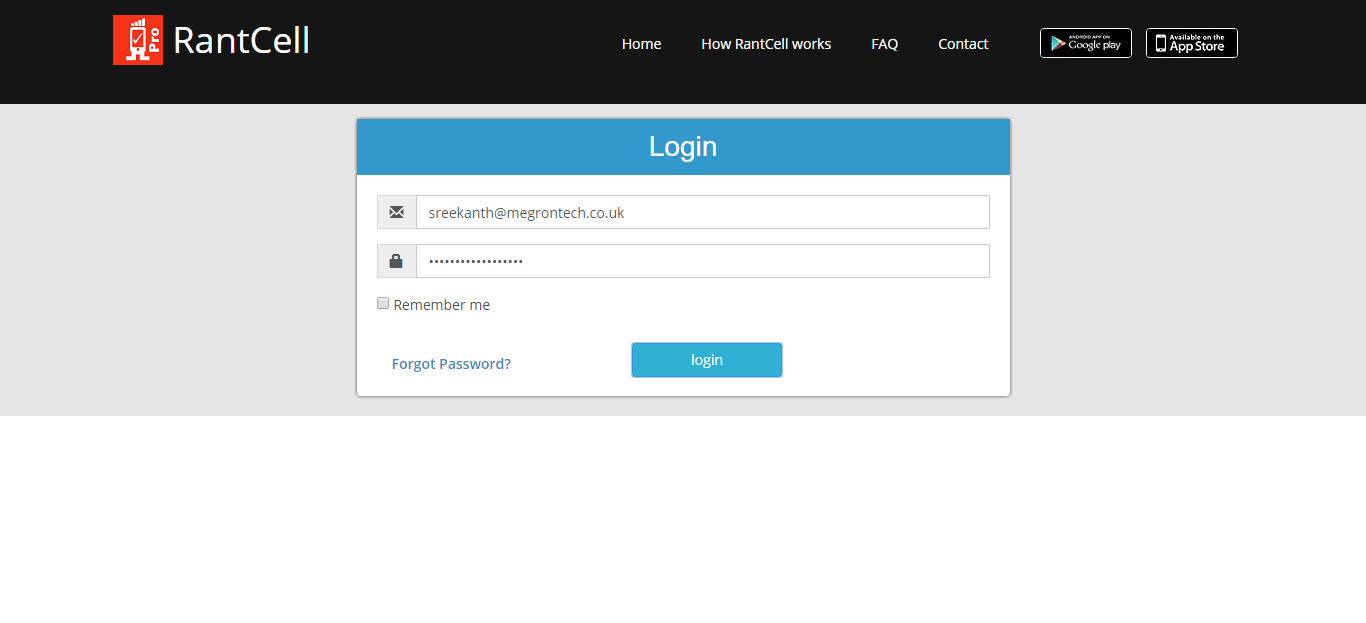 Pro RantCell
Home How RantCell works FAQ Contact
ANDROID APP ON
Google play
Available on the
App Store
Login
sreekanth@megrontech.co.uk
••••••••••••••••••
Remember me
Forgot Password? login